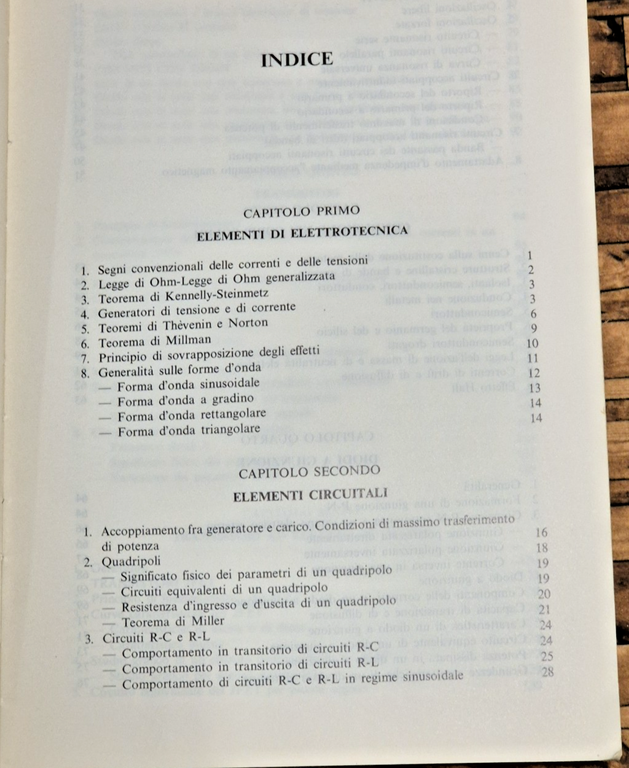 INDICE
CAPITOLO PRIMO
ELEMENTI DI ELETTROTECNICA
1. Segni convenzionali delle correnti e delle tensioni 1
2. Legge di Ohm-Legge di Ohm generalizzata 2
3. Teorema di Kennelly-Steinmetz 3
4. Generatori di tensione e di corrente 3
5. Teoremi di Thévenin e Norton 6
6. Teorema di Millman 9
7. Principio di sovrapposizione degli effetti 10
8. Generalità sulle forme d'onda 11
— Forma d'onda sinusoidale 12
— Forma d'onda a gradino 13
— Forma d'onda rettangolare 14
— Forma d'onda triangolare 14
CAPITOLO SECONDO
ELEMENTI CIRCUITALI
1. Accoppiamento fra generatore e carico. Condizioni di massimo trasferimento
di potenza 16
2. Quadripoli 18
— Significato fisico dei parametri di un quadripolo 19
— Circuiti equivalenti di un quadripolo 19
— Resistenza d'ingresso e d'uscita di un quadripolo 20
— Teorema di Miller 21
3. Circuiti R-C e R-L 24
— Comportamento in transitorio di circuiti R-C 24
— Comportamento in transitorio di circuiti R-L 25
— Comportamento di circuiti R-C e R-L in regime sinusoidale 28